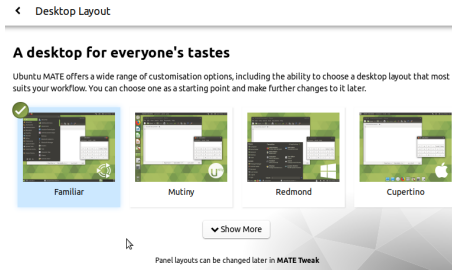 Desktop Layout
A desktop for everyone's tastes
Ubuntu MATE offers a wide range of customisation options, including the ability to choose a desktop layout that most
suits your workflow. You can choose one as a starting point and make further changes to it later.
Familiar
Mutiny
Redmond
Cupertino
Show More
Panel layouts can be changed later in MATE Tweak